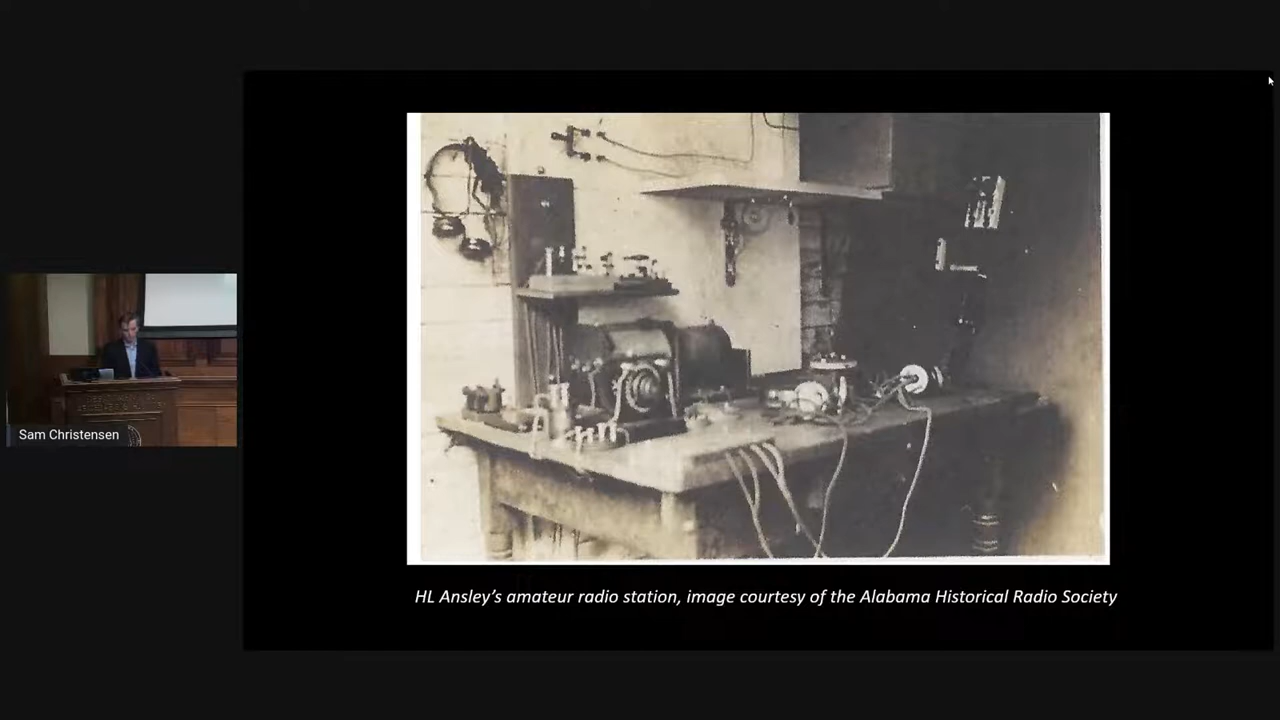 Sam Christensen
HL Ansley’s amateur radio station, image courtesy of the Alabama Historical Radio Society